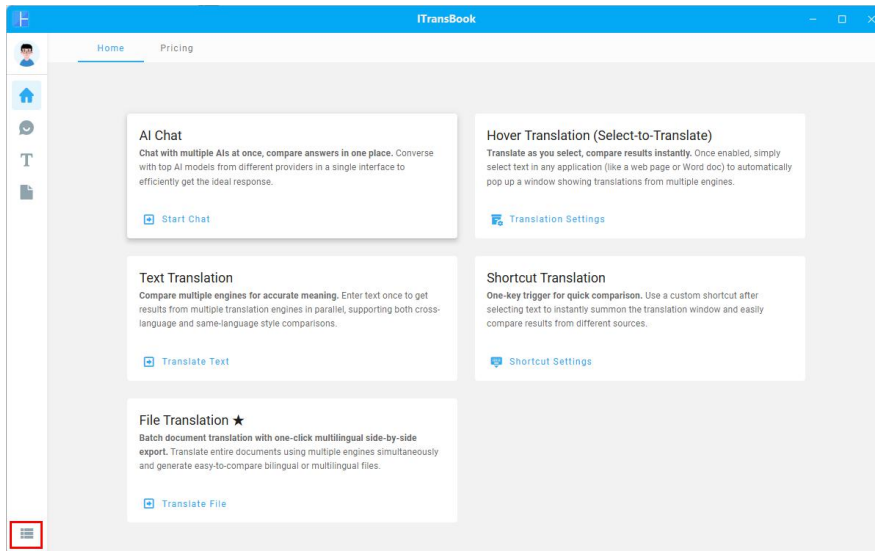 ITransBook
Home Pricing
AI Chat
Chat with multiple AIs at once, compare answers in one place. Converse
with top AI models from different providers in a single interface to
efficiently get the ideal response.
Start Chat
Hover Translation (Select-to-Translate)
Translate as you select, compare results instantly. Once enabled, simply
select text in any application (like a web page or Word doc) to automatically
pop up a window showing translations from multiple engines.
Translation Settings
Text Translation
Compare multiple engines for accurate meaning. Enter text once to get
results from multiple translation engines in parallel, supporting both cross-
language and same-language style comparisons.
Translate Text
Shortcut Translation
One-key trigger for quick comparison. Use a custom shortcut after
selecting text to instantly summon the translation window and easily
compare results from different sources.
Shortcut Settings
File Translation ★
Batch document translation with one-click multilingual side-by-side
export. Translate entire documents using multiple engines simultaneously
and generate easy-to-compare bilingual or multilingual files.
Translate File
T